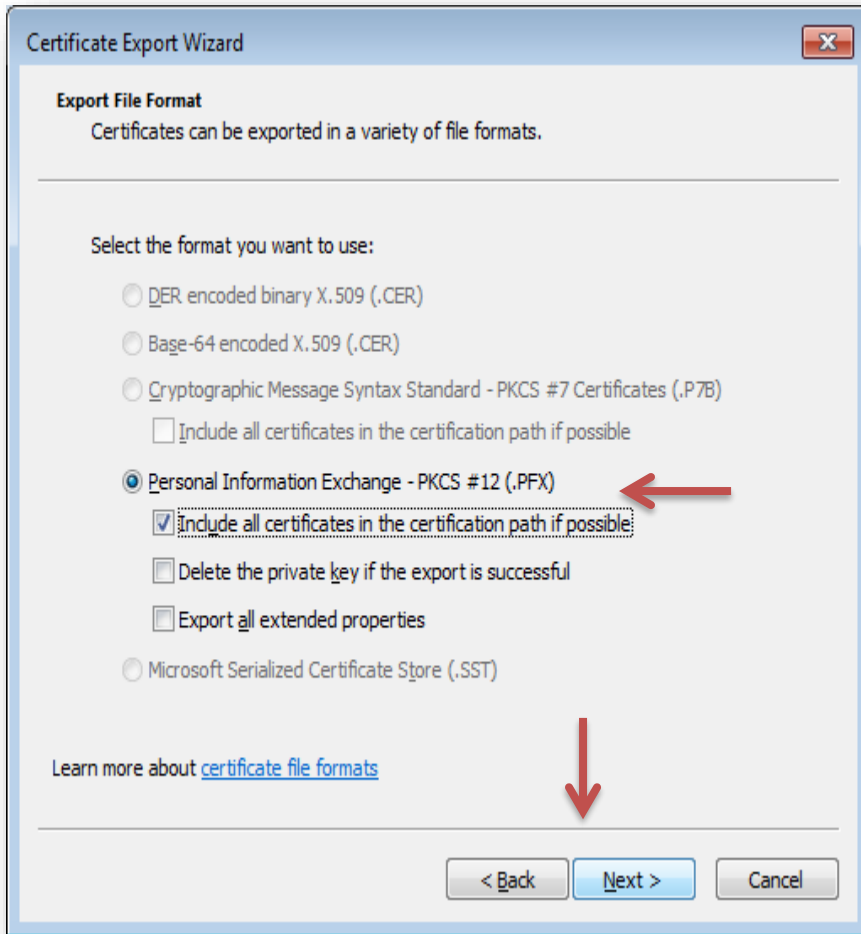 Certificate Export Wizard
Export File Format
Certificates can be exported in a variety of file formats.
Select the format you want to use:
DER encoded binary X.509 (.CER)
Base-64 encoded X.509 (.CER)
Cryptographic Message Syntax Standard - PKCS #7 Certificates (.P7B)
Include all certificates in the certification path if possible
Personal Information Exchange - PKCS #12 (.PFX)
Include all certificates in the certification path if possible
Delete the private key if the export is successful
Export all extended properties
Microsoft Serialized Certificate Store (.SST)
Learn more about certificate file formats
< Back Next > Cancel